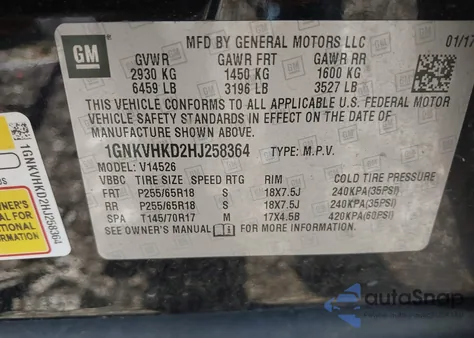 GM
MFD BY GENERAL MOTORS LLC
01/17
GVWR GAWR FRT GAWR RR
2930 KG 1450 KG 1600 KG
6459 LB 3196 LB 3527 LB
THIS VEHICLE CONFORMS TO ALL APPLICABLE U.S. FEDERAL MOTOR
VEHICLE SAFETY STANDARDS IN EFFECT ON THE DATE OF
MANUFACTURE SHOWN ABOVE.
1GNKVHKD2HJ258364 TYPE: M.P.V.
MODEL: V14526
VBBC TIRE SIZE SPEED RTG RIM COLD TIRE PRESSURE
FRT P255/65R18 S 18X7.5J 240KPA(35PSI)
RR P255/65R18 S 18X7.5J 240KPA(35PSI)
SPA T145/70R17 M 17X4.5B 420KPA(60PSI)
SEE OWNER'S MANUAL i FOR MORE INFORMATION.
1GNKVHKD2HJ258364
OWNER'S
FORMATION
autoSnap